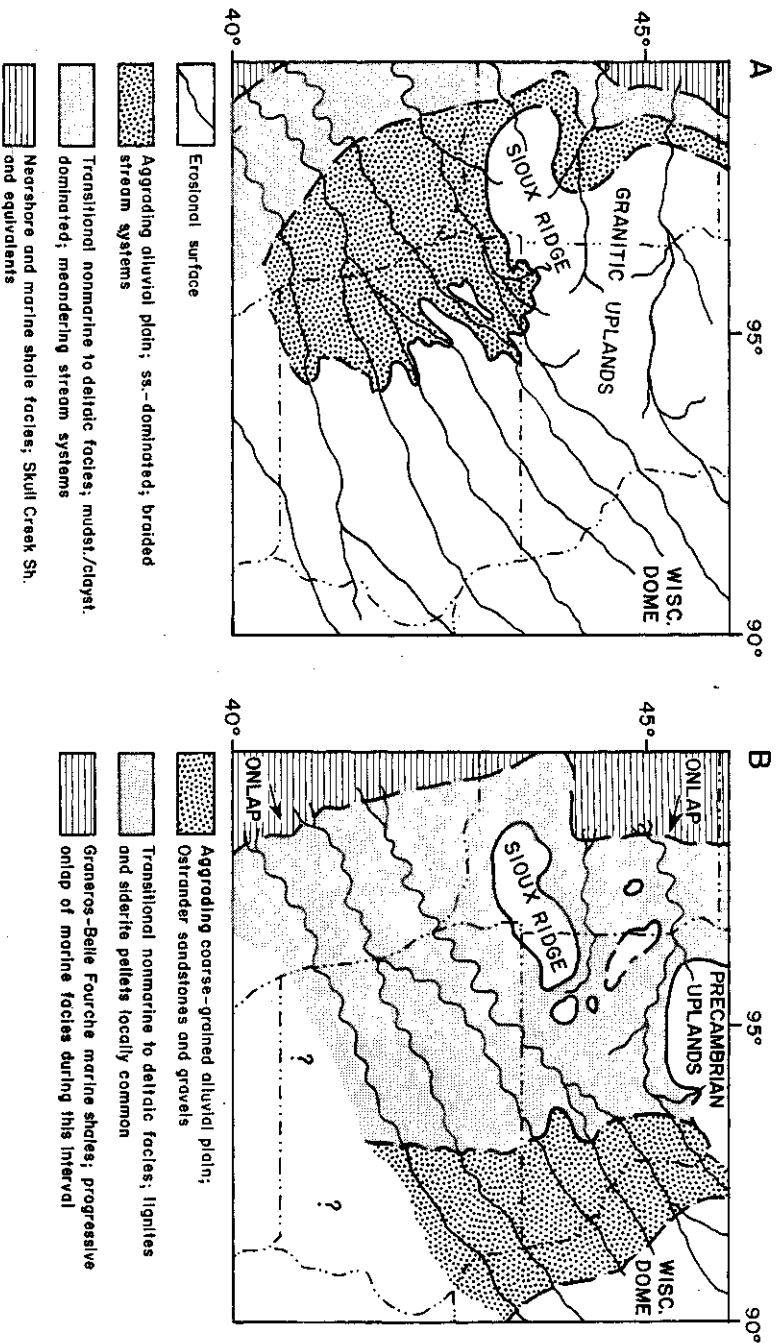 A
95°
90°
45°
40°
GRANITIC UPLANDS
SIOUX RIDGE
WISC.
DOME
Erosional surface
Aggrading alluvial plain; ss.-dominated; braided
stream systems
Transitional nonmarine to deltaic facies; mudst./clayst.
dominated; meandering stream systems
Nearshore and marine shale facies; Skull Creek Sh.
and equivalents
B
95°
90°
45°
40°
ONLAP
PRECAMBRIAN
UPLANDS
SIOUX RIDGE
WISC.
DOME
ONLAP
?
?
Aggrading coarse-grained alluvial plain;
Ostrander sandstones and gravels
Transitional nonmarine to deltaic facies; lignites
and siderite pellets locally common
Graneros-Belle Fourche marine shales; progressive
onlap of marine facies during this interval